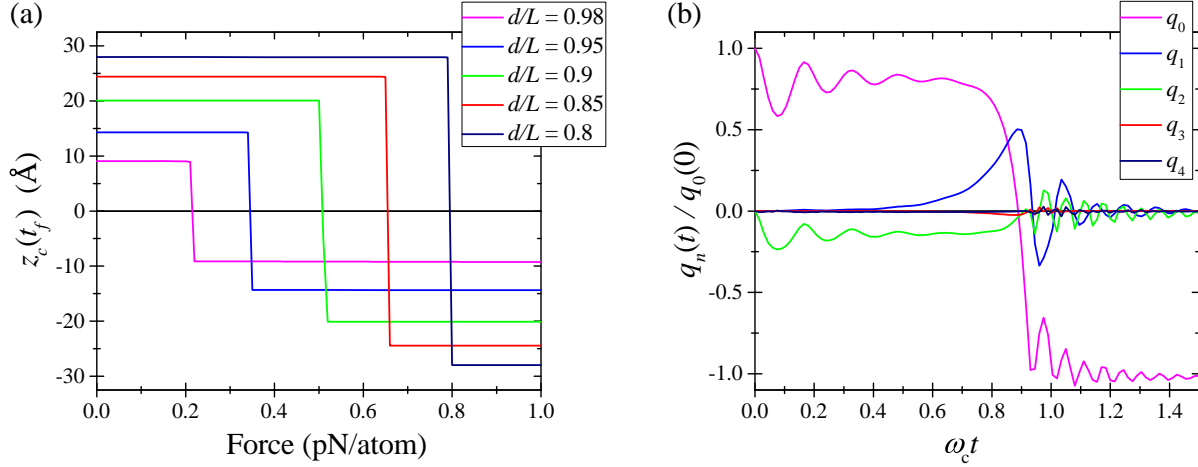 (a)
d/L = 0.98
d/L = 0.95
d/L = 0.9
d/L = 0.85
d/L = 0.8
30
20
10
0
-10
-20
-30
z_c(t_f) (Å)
0.0 0.2 0.4 0.6 0.8 1.0
Force (pN/atom)
(b)
q_0
q_1
q_2
q_3
q_4
1.0
0.5
0.0
-0.5
-1.0
q_n(t) / q_0(0)
0.0 0.2 0.4 0.6 0.8 1.0 1.2 1.4
ω_c t